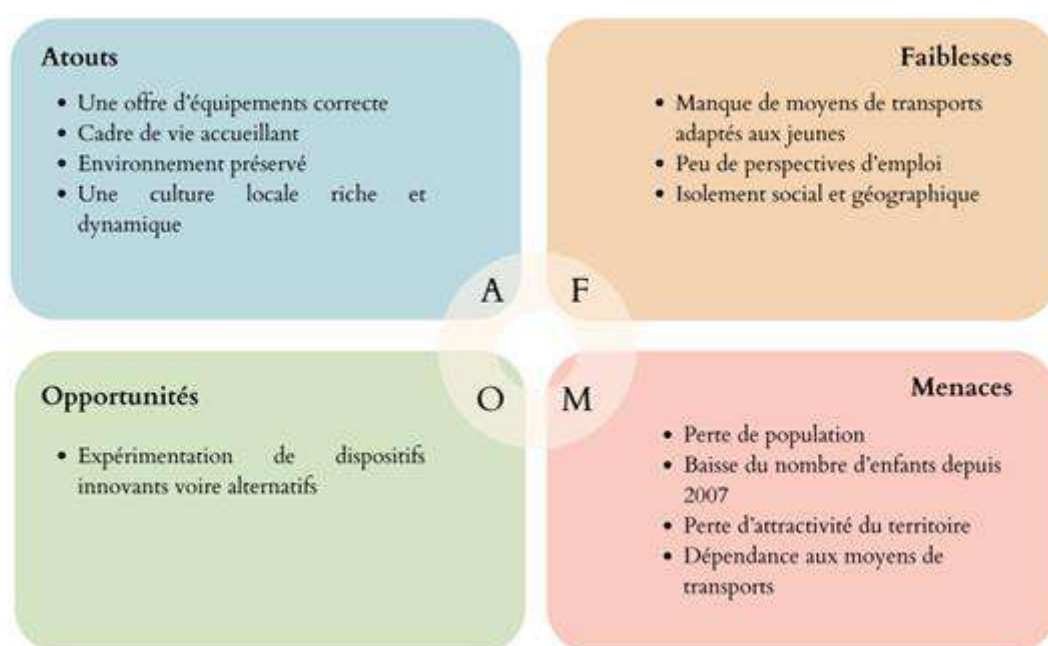 Atouts
• Une offre d'équipements correcte
• Cadre de vie accueillant
• Environnement préservé
• Une culture locale riche et
dynamique
A
Faiblesses
• Manque de moyens de transports
adaptés aux jeunes
• Peu de perspectives d'emploi
• Isolement social et géographique
F
Opportunités
• Expérimentation de dispositifs
innovants voire alternatifs
O
Menaces
• Perte de population
• Baisse du nombre d'enfants depuis
2007
• Perte d'attractivité du territoire
• Dépendance aux moyens de
transports
M